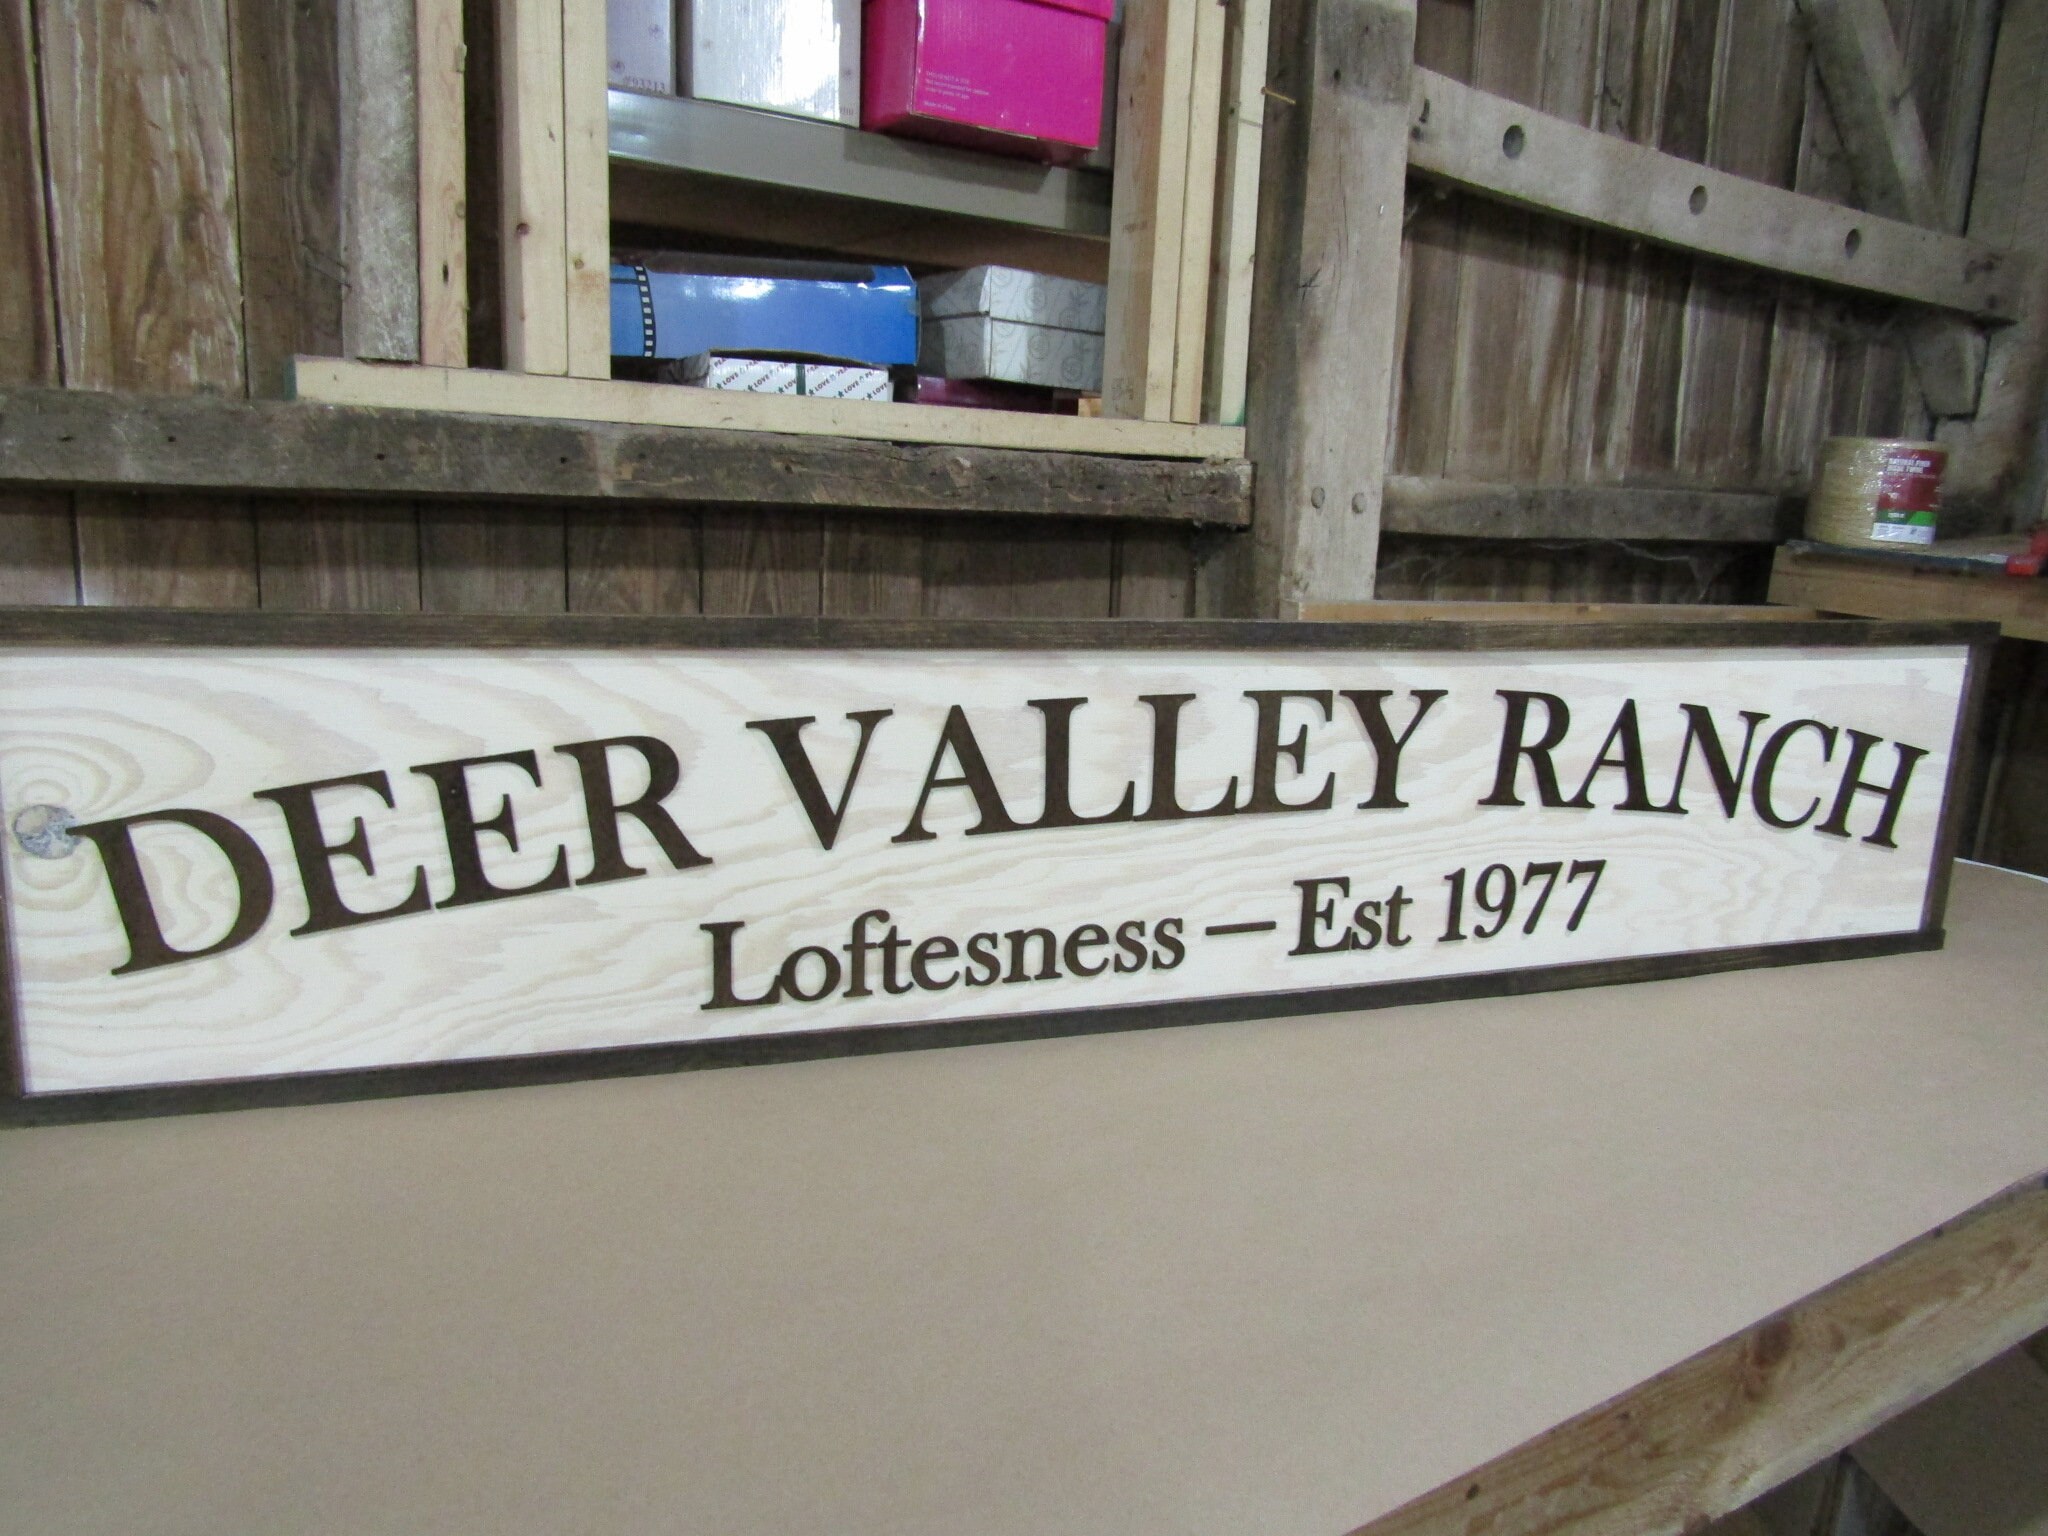 DEER VALLEY RANCH
Loftesness – Est 1977